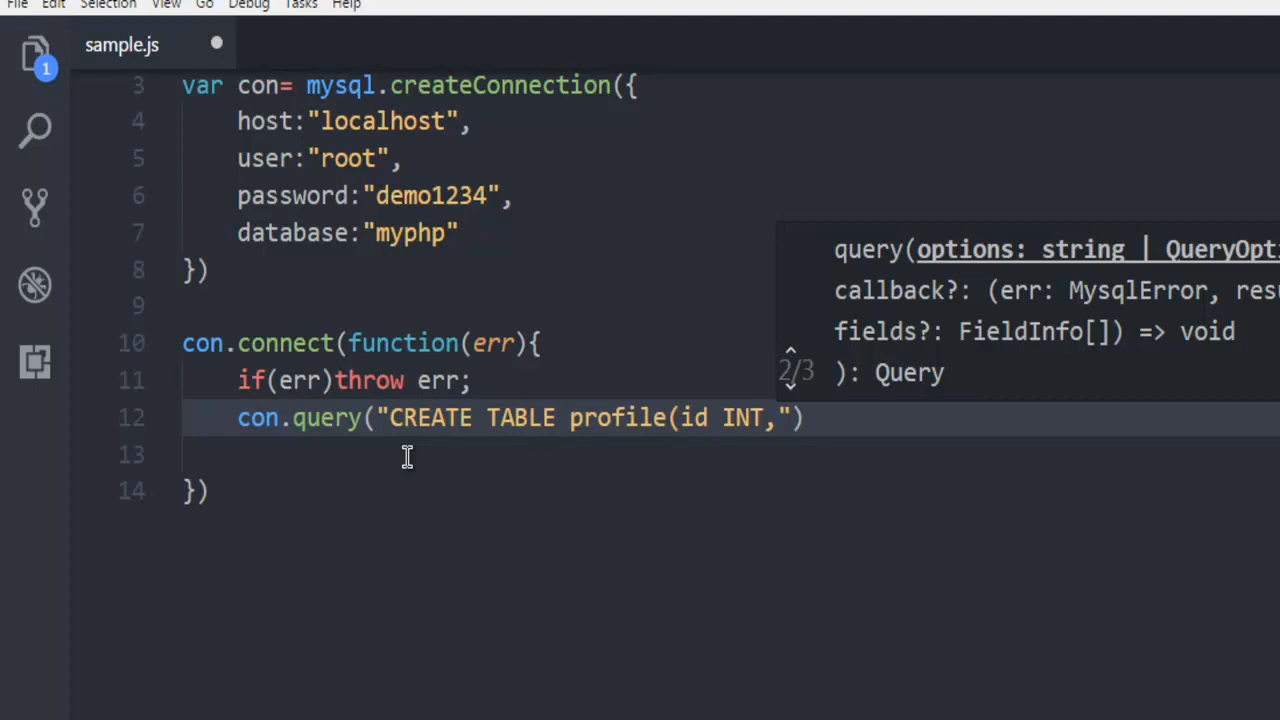 File Edit Selection View Go Debug Tasks Help
sample.js
1
3 var con= mysql.createConnection({
4 host:"localhost",
5 user:"root",
6 password:"demo1234",
7 database:"myphp"
8 })
9
10 con.connect(function(err){
11 if(err)throw err;
12 con.query("CREATE TABLE profile(id INT,")
13
14 })
query(options: string | QueryOpti
callback?: (err: MysqlError, resu
fields?: FieldInfo[]) => void
2/3 ): Query